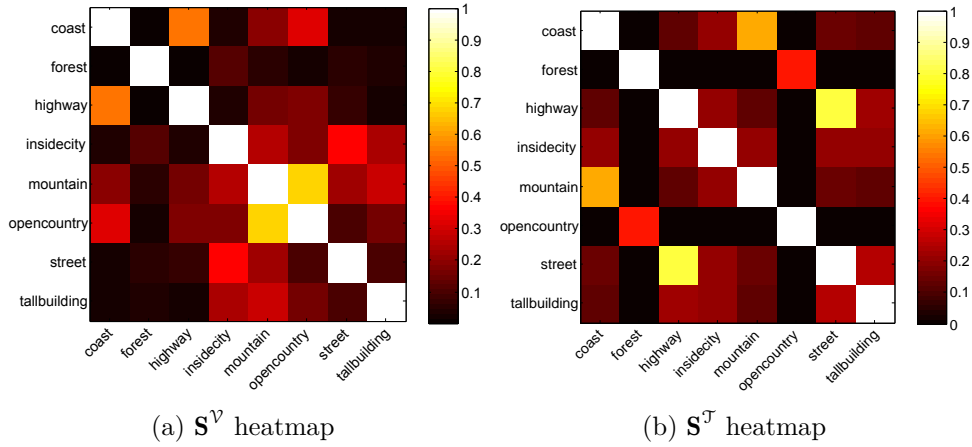 coast
forest
highway
insidecity
mountain
opencountry
street
tallbuilding
coast
forest
highway
insidecity
mountain
opencountry
street
tallbuilding
1
0.9
0.8
0.7
0.6
0.5
0.4
0.3
0.2
0.1
(a) S^V heatmap
coast
forest
highway
insidecity
mountain
opencountry
street
tallbuilding
coast
forest
highway
insidecity
mountain
opencountry
street
tallbuilding
1
0.9
0.8
0.7
0.6
0.5
0.4
0.3
0.2
0.1
0
(b) S^T heatmap